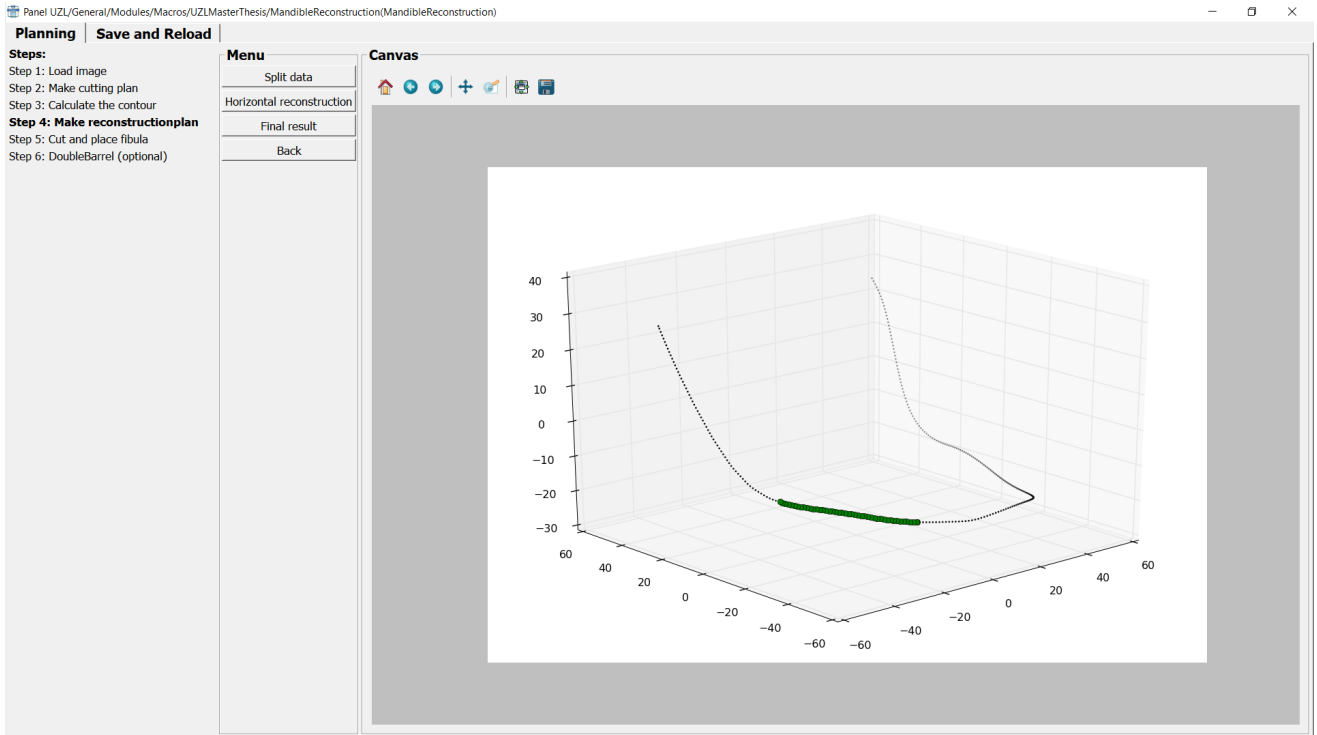 Panel UZL/General/Modules/Macros/UZLMasterThesis/MandibleReconstruction(MandibleReconstruction)
Planning
Save and Reload
Steps:
Step 1: Load image
Step 2: Make cutting plan
Step 3: Calculate the contour
Step 4: Make reconstructionplan
Step 5: Cut and place fibula
Step 6: DoubleBarrel (optional)
Menu
Split data
Horizontal reconstruction
Final result
Back
Canvas
40
30
20
10
0
−10
−20
−30
60
40
20
0
−20
−40
−60
−60
−40
−20
0
20
40
60